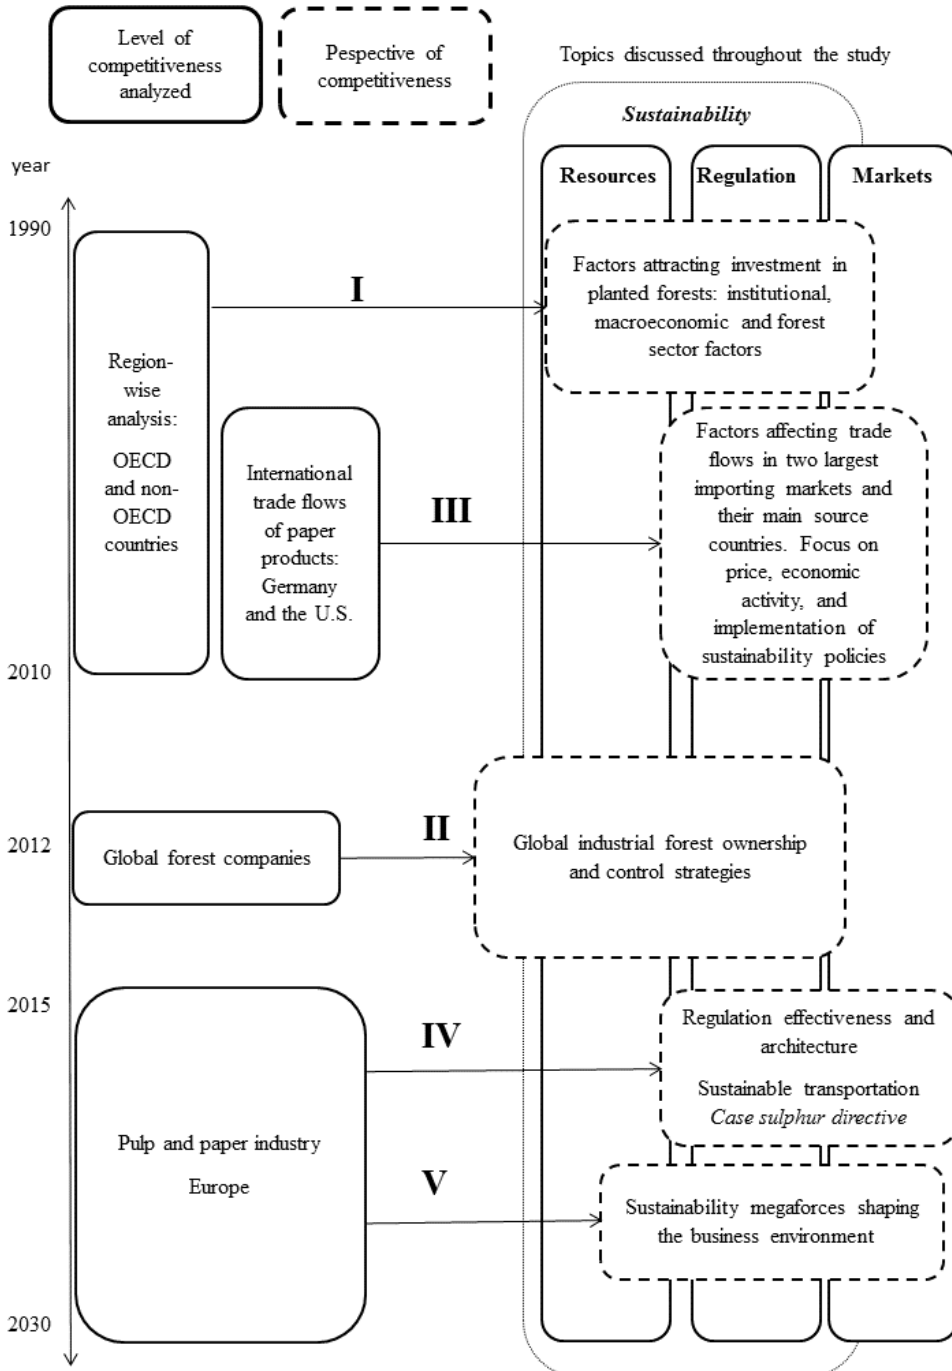 Level of
competitiveness
analyzed
Pespective of
competitiveness
Topics discussed throughout the study
Sustainability
year
Resources
Regulation
Markets
1990
I
Factors attracting investment in
planted forests: institutional,
macroeconomic and forest
sector factors
Region-
wise
analysis:
OECD
and non-
OECD
countries
International
trade flows
of paper
products:
Germany
and the U.S.
III
Factors affecting trade
flows in two largest
importing markets and
their main source
countries. Focus on
price, economic
activity, and
implementation of
sustainability policies
2010
2012
Global forest companies
II
Global industrial forest ownership
and control strategies
2015
IV
Regulation effectiveness and
architecture
Sustainable transportation
Case sulphur directive
Pulp and paper industry
Europe
V
Sustainability megaforces shaping
the business environment
2030